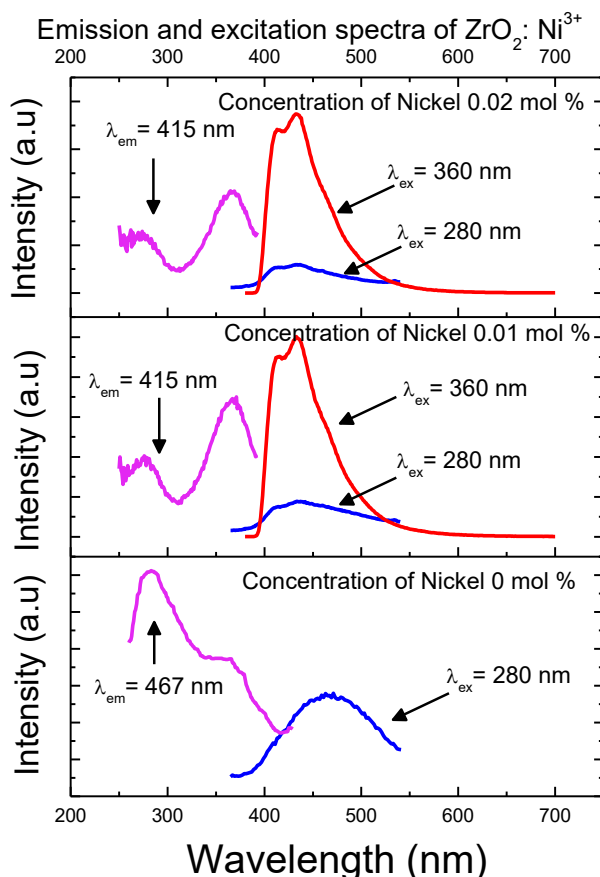 Emission and excitation spectra of ZrO₂: Ni³⁺
200 300 400 500 600 700
Concentration of Nickel 0.02 mol %
λem= 415 nm
λex= 360 nm
λex= 280 nm
Intensity (a.u)
Concentration of Nickel 0.01 mol %
λem= 415 nm
λex= 360 nm
λex= 280 nm
Intensity (a.u)
Concentration of Nickel 0 mol %
λem= 467 nm
λex= 280 nm
Intensity (a.u)
200 300 400 500 600 700
Wavelength (nm)